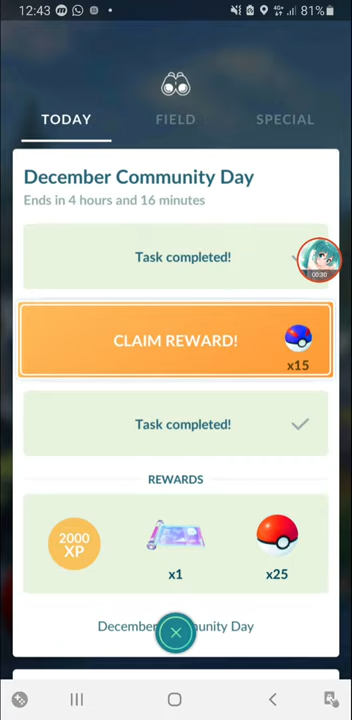 12:43
4G+
81%
TODAY FIELD SPECIAL
December Community Day
Ends in 4 hours and 16 minutes
Task completed!
00:30
CLAIM REWARD!
x15
Task completed!
REWARDS
2000
XP
x1
x25
December unity Day